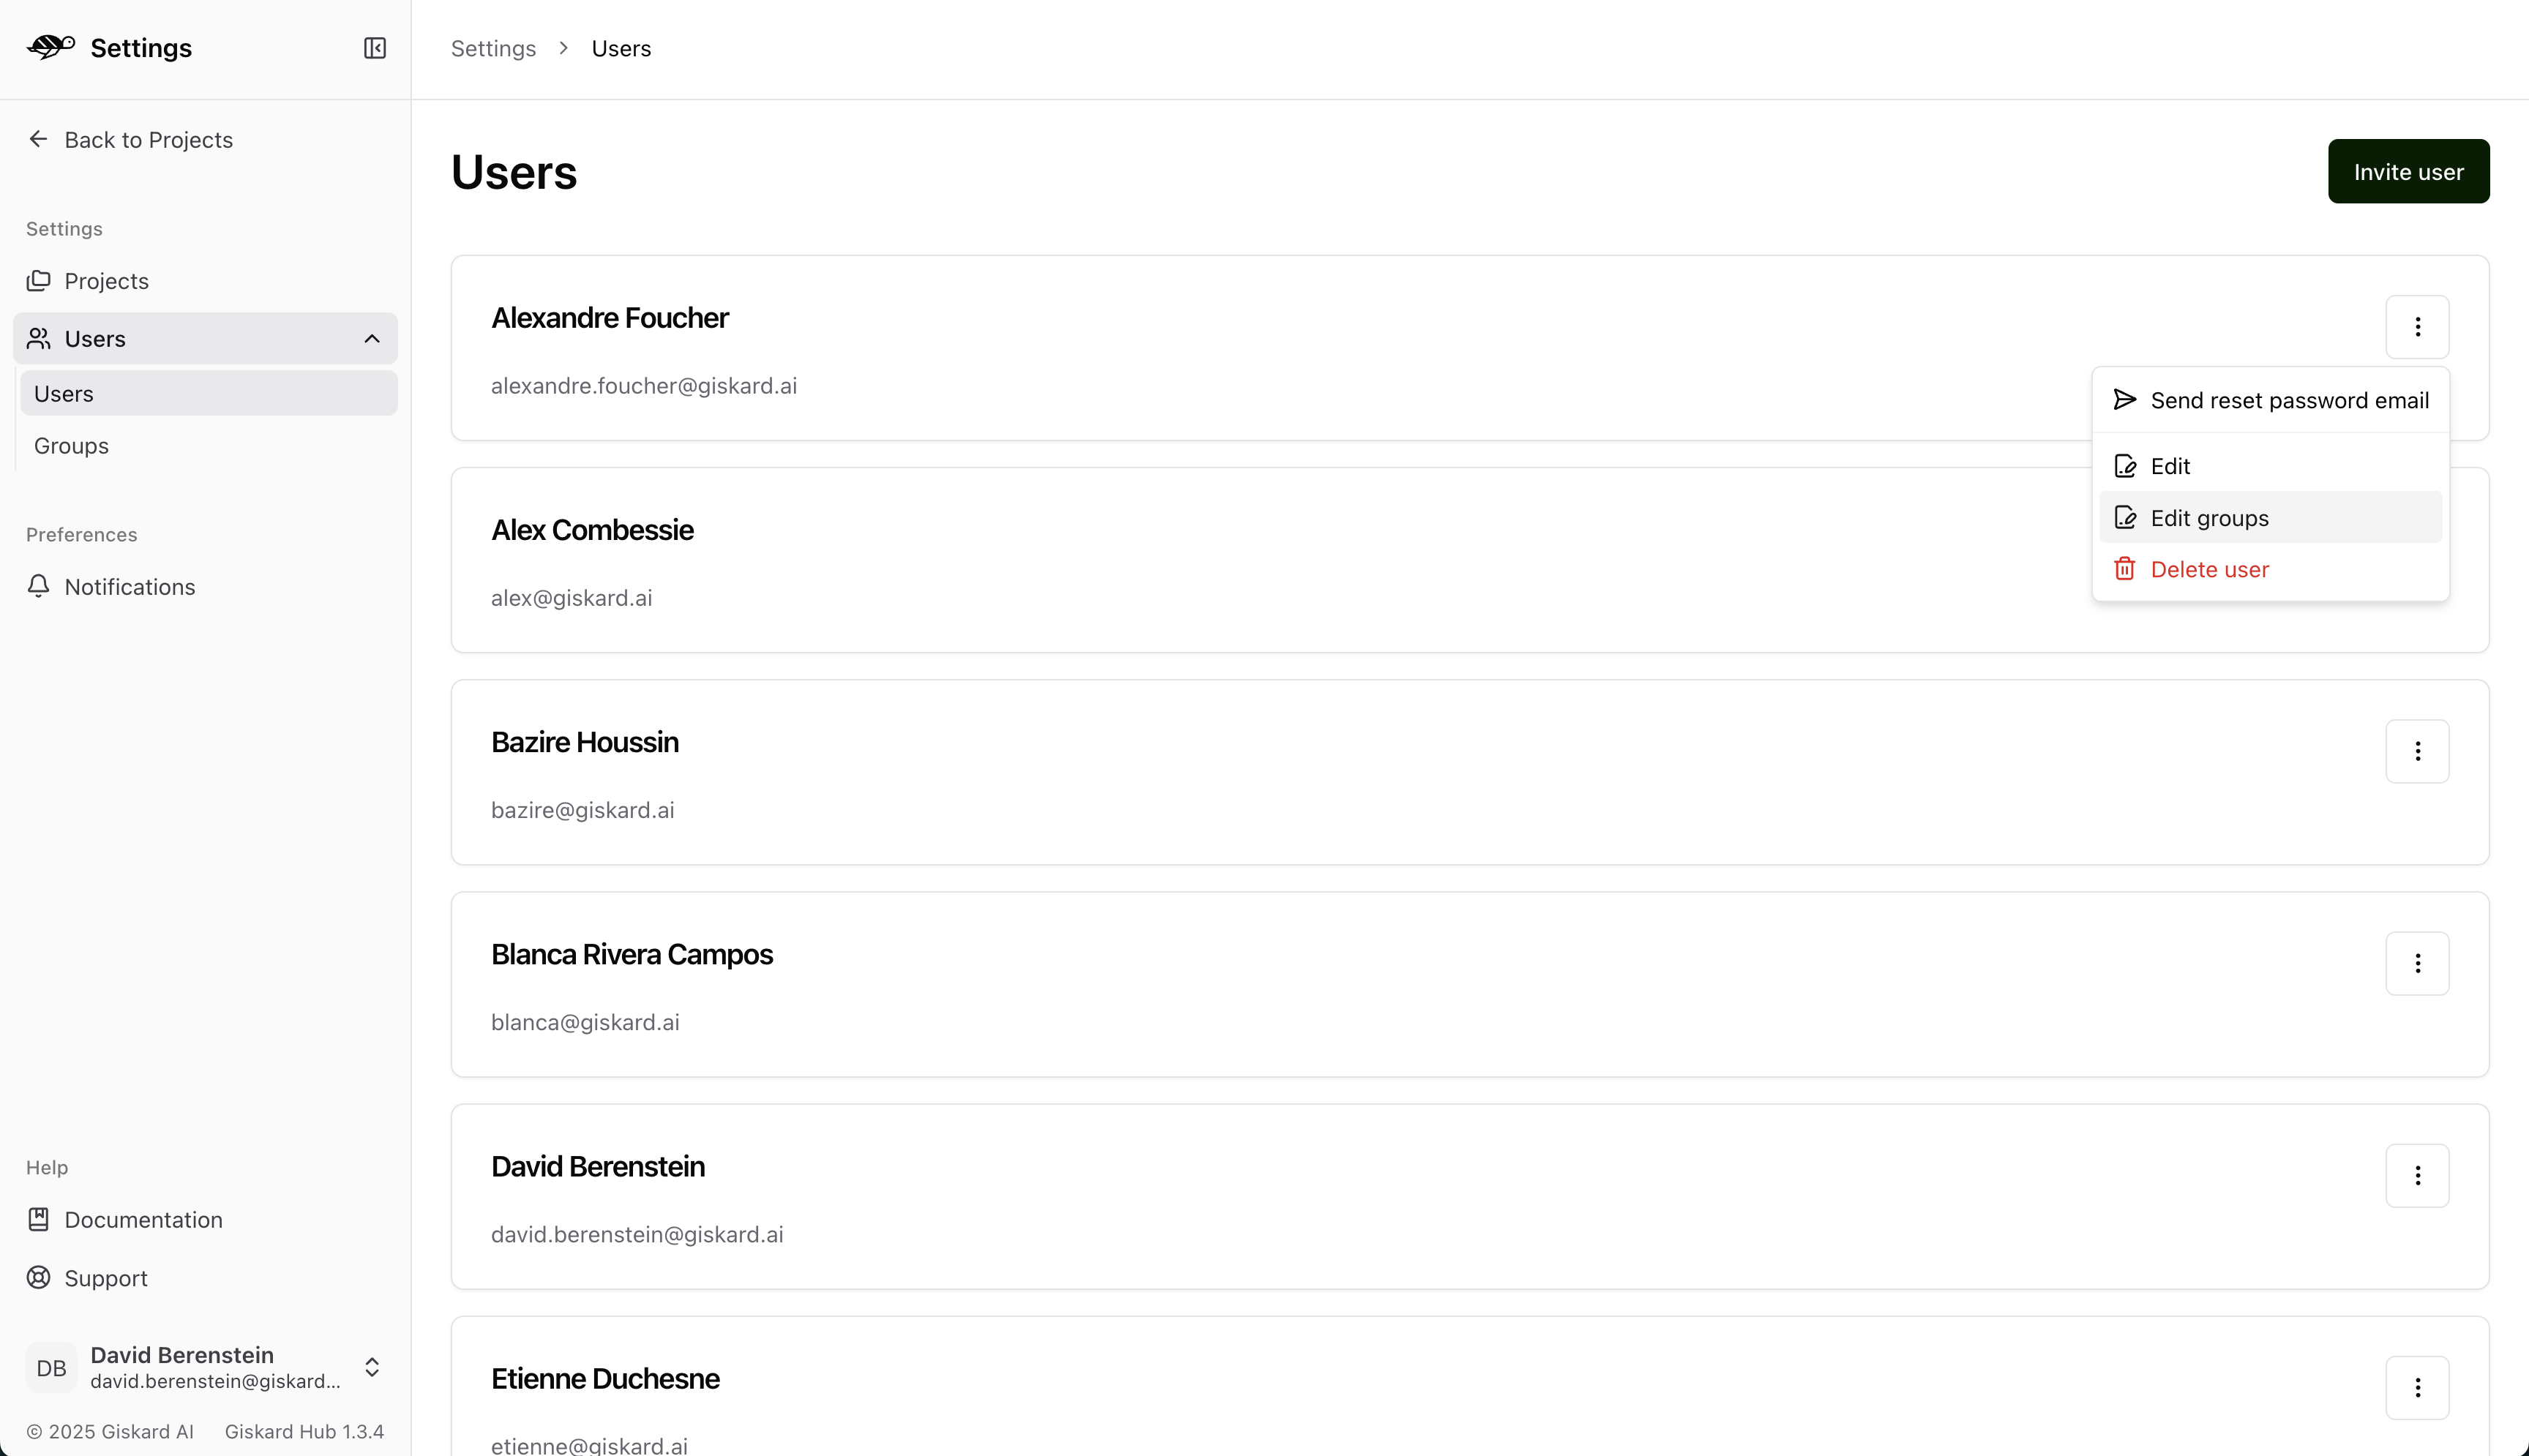 Settings
Back to Projects
Settings
Projects
Users
Users
Groups
Preferences
Notifications
Help
Documentation
Support
DB
David Berenstein
david.berenstein@giskard...
© 2025 Giskard AI
Giskard Hub 1.3.4
Settings
Users
Users
Invite user
Alexandre Foucher
alexandre.foucher@giskard.ai
Send reset password email
Edit
Edit groups
Delete user
Alex Combessie
alex@giskard.ai
Bazire Houssin
bazire@giskard.ai
Blanca Rivera Campos
blanca@giskard.ai
David Berenstein
david.berenstein@giskard.ai
Etienne Duchesne
etienne@giskard.ai